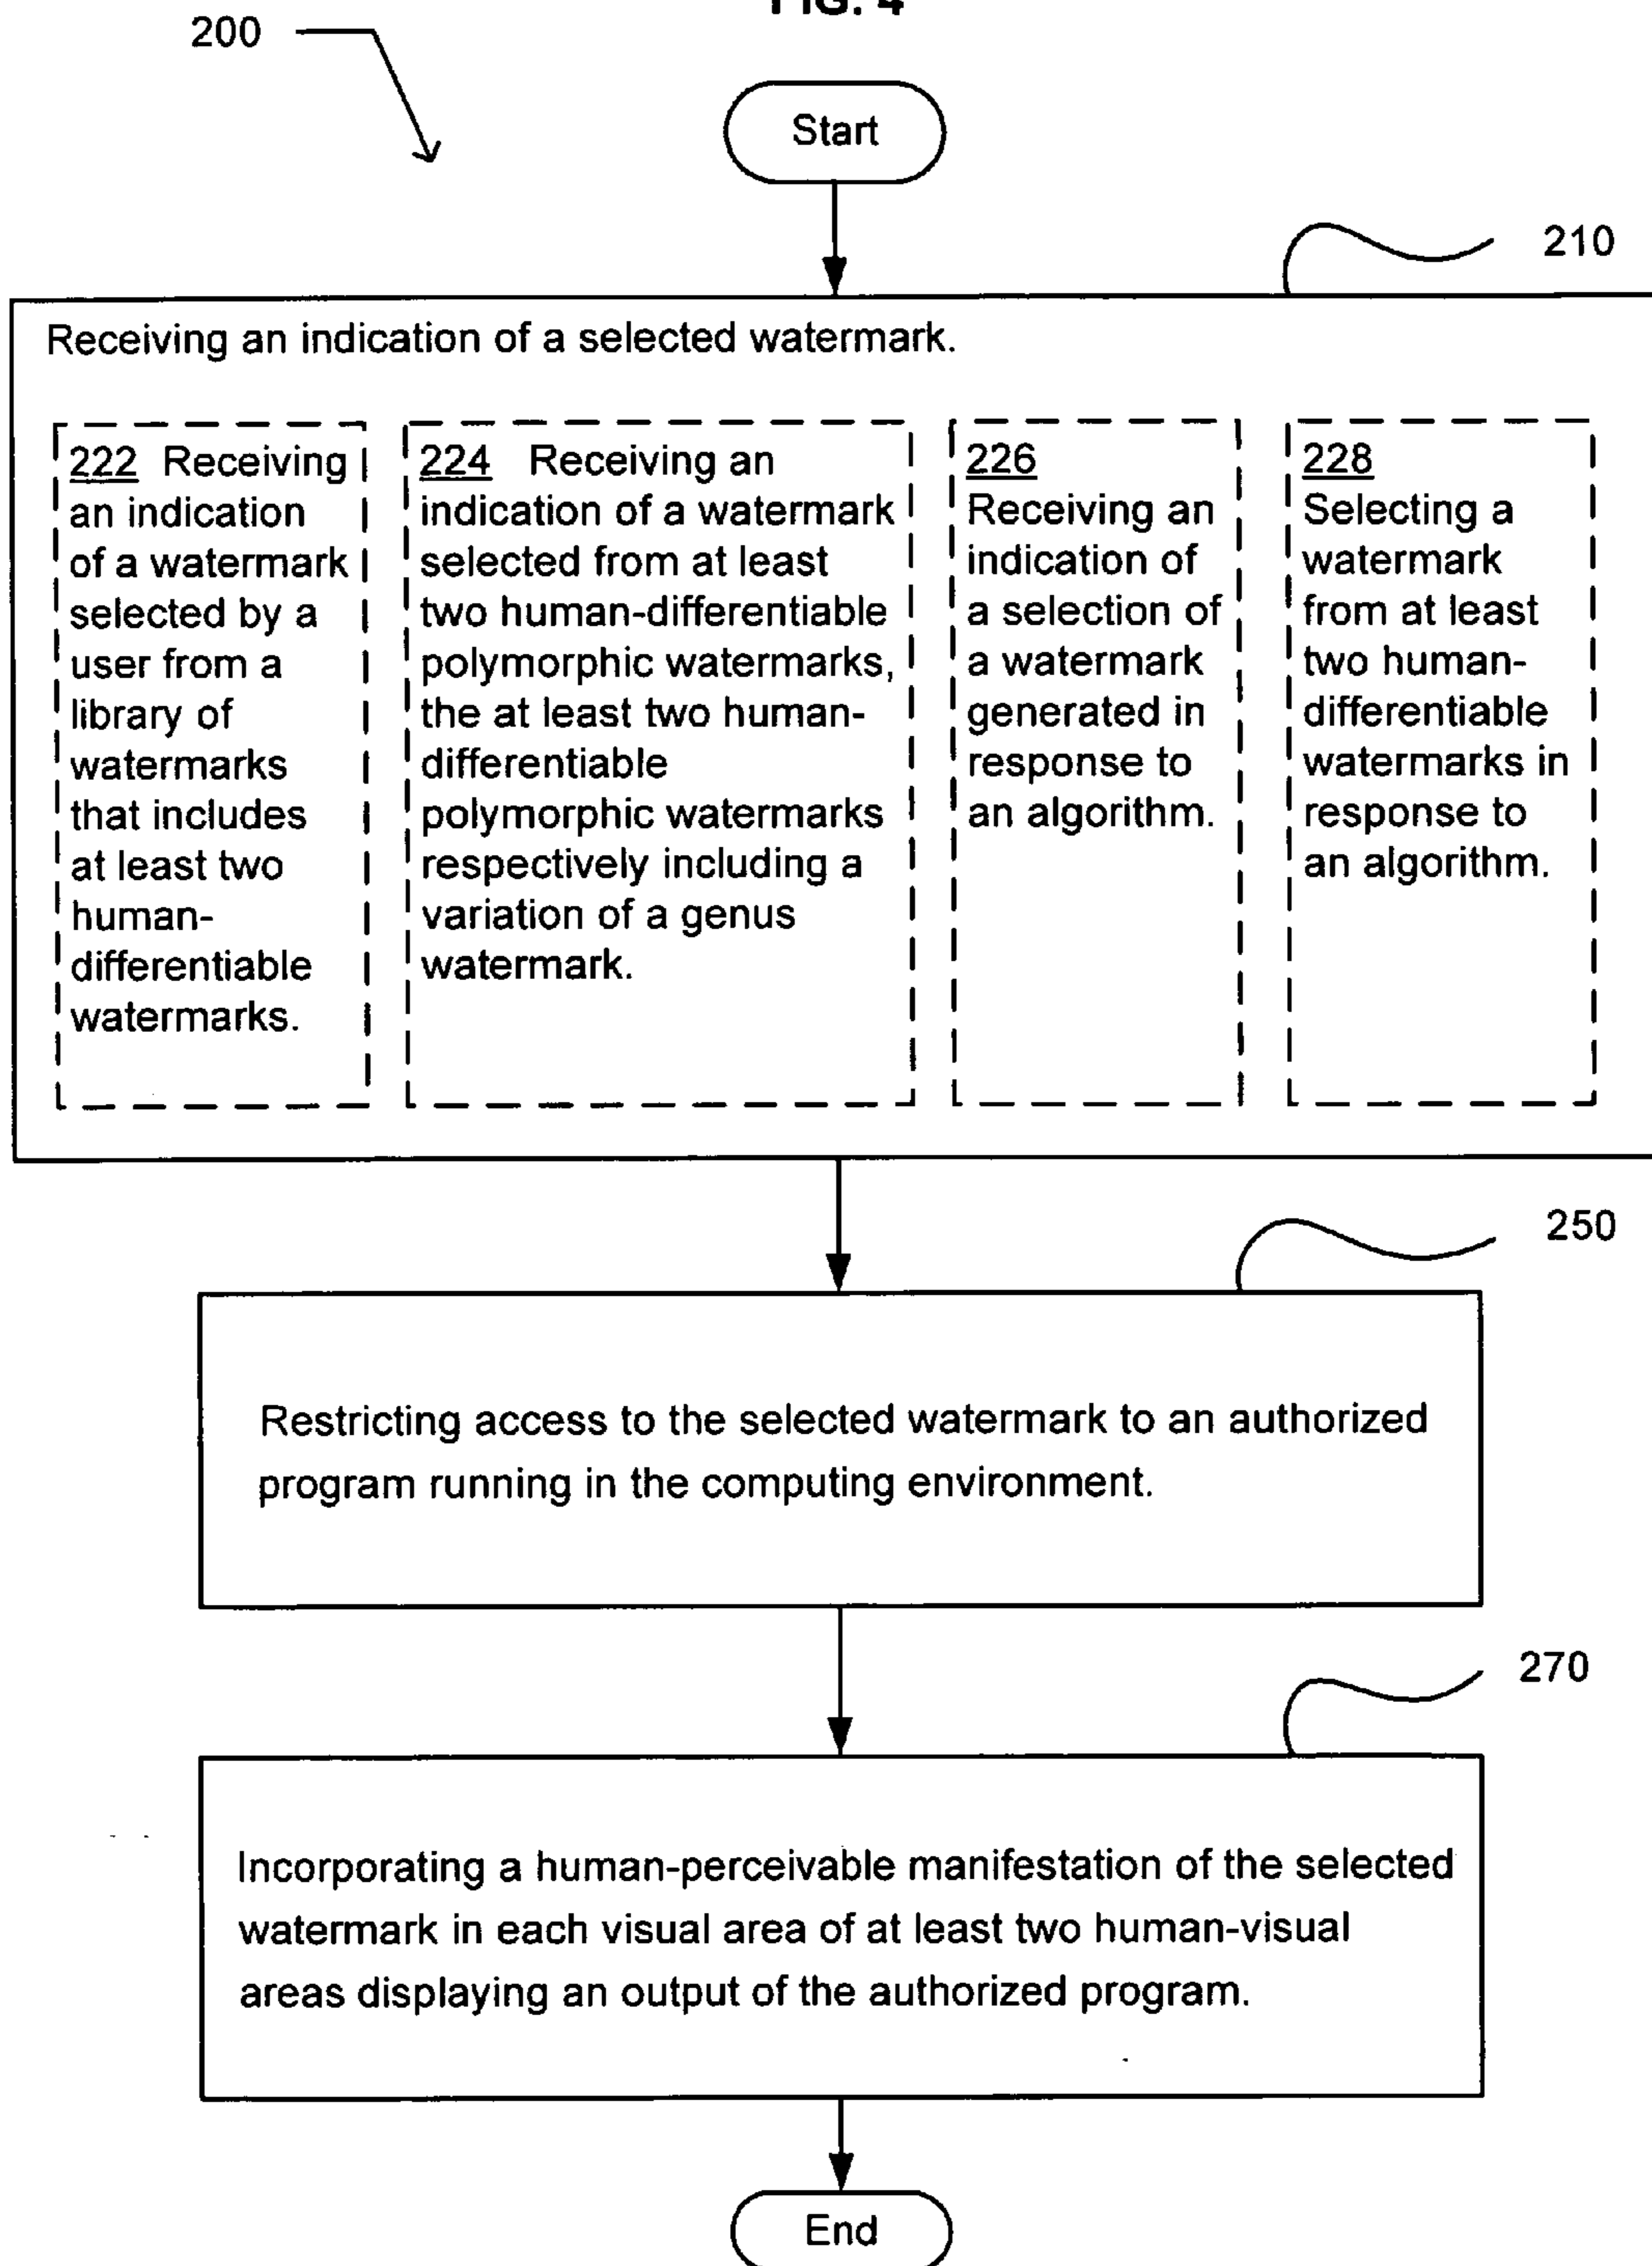 FIG. 4
200
Start
210
Receiving an indication of a selected watermark.
222 Receiving
an indication
of a watermark
selected by a
user from a
library of
watermarks
that includes
at least two
human-
differentiable
watermarks.
224 Receiving an
indication of a watermark
selected from at least
two human-differentiable
polymorphic watermarks,
the at least two human-
differentiable
polymorphic watermarks
respectively including a
variation of a genus
watermark.
226
Receiving an
indication of
a selection of
a watermark
generated in
response to
an algorithm.
228
Selecting a
watermark
from at least
two human-
differentiable
watermarks in
response to
an algorithm.
250
Restricting access to the selected watermark to an authorized
program running in the computing environment.
270
Incorporating a human-perceivable manifestation of the selected
watermark in each visual area of at least two human-visual
areas displaying an output of the authorized program.
End